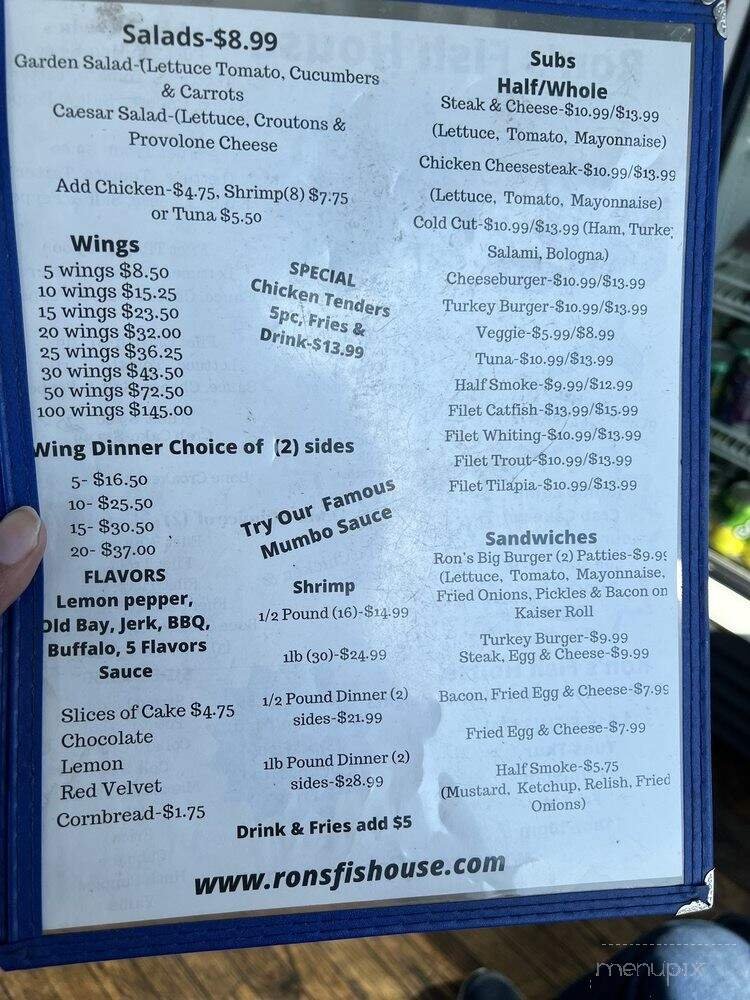 Salads-$8.99
Garden Salad-(Lettuce Tomato, Cucumbers
& Carrots
Caesar Salad-(Lettuce, Croutons &
Provolone Cheese
Add Chicken-$4.75, Shrimp(8) $7.75
or Tuna $5.50
Wings
5 wings $8.50
10 wings $15.25
15 wings $23.50
20 wings $32.00
25 wings $36.25
30 wings $43.50
50 wings $72.50
100 wings $145.00
SPECIAL
Chicken Tenders
5pc, Fries &
Drink-$13.99
Wing Dinner Choice of (2) sides
5- $16.50
10- $25.50
15- $30.50
20- $37.00
Try Our Famous
Mumbo Sauce
FLAVORS
Lemon pepper,
Old Bay, Jerk, BBQ,
Buffalo, 5 Flavors
Sauce
Slices of Cake $4.75
Chocolate
Lemon
Red Velvet
Cornbread-$1.75
Shrimp
1/2 Pound (16)-$14.99
1lb (30)-$24.99
1/2 Pound Dinner (2)
sides-$21.99
1lb Pound Dinner (2)
sides-$28.99
Drink & Fries add $5
Subs
Half/Whole
Steak & Cheese-$10.99/$13.99
(Lettuce, Tomato, Mayonnaise)
Chicken Cheesesteak-$10.99/$13.99
(Lettuce, Tomato, Mayonnaise)
Cold Cut-$10.99/$13.99 (Ham, Turke
Salami, Bologna)
Cheeseburger-$10.99/$13.99
Turkey Burger-$10.99/$13.99
Veggie-$5.99/$8.99
Tuna-$10.99/$13.99
Half Smoke-$9.99/$12.99
Filet Catfish-$13.99/$15.99
Filet Whiting-$10.99/$13.99
Filet Trout-$10.99/$13.99
Filet Tilapia-$10.99/$13.99
Sandwiches
Ron's Big Burger (2) Patties-$9.99
(Lettuce, Tomato, Mayonnaise,
Fried Onions, Pickles & Bacon on
Kaiser Roll
Turkey Burger-$9.99
Steak, Egg & Cheese-$9.99
Bacon, Fried Egg & Cheese-$7.99
Fried Egg & Cheese-$7.99
Half Smoke-$5.75
(Mustard, Ketchup, Relish, Fried
Onions)
www.ronsfishouse.com
menupix